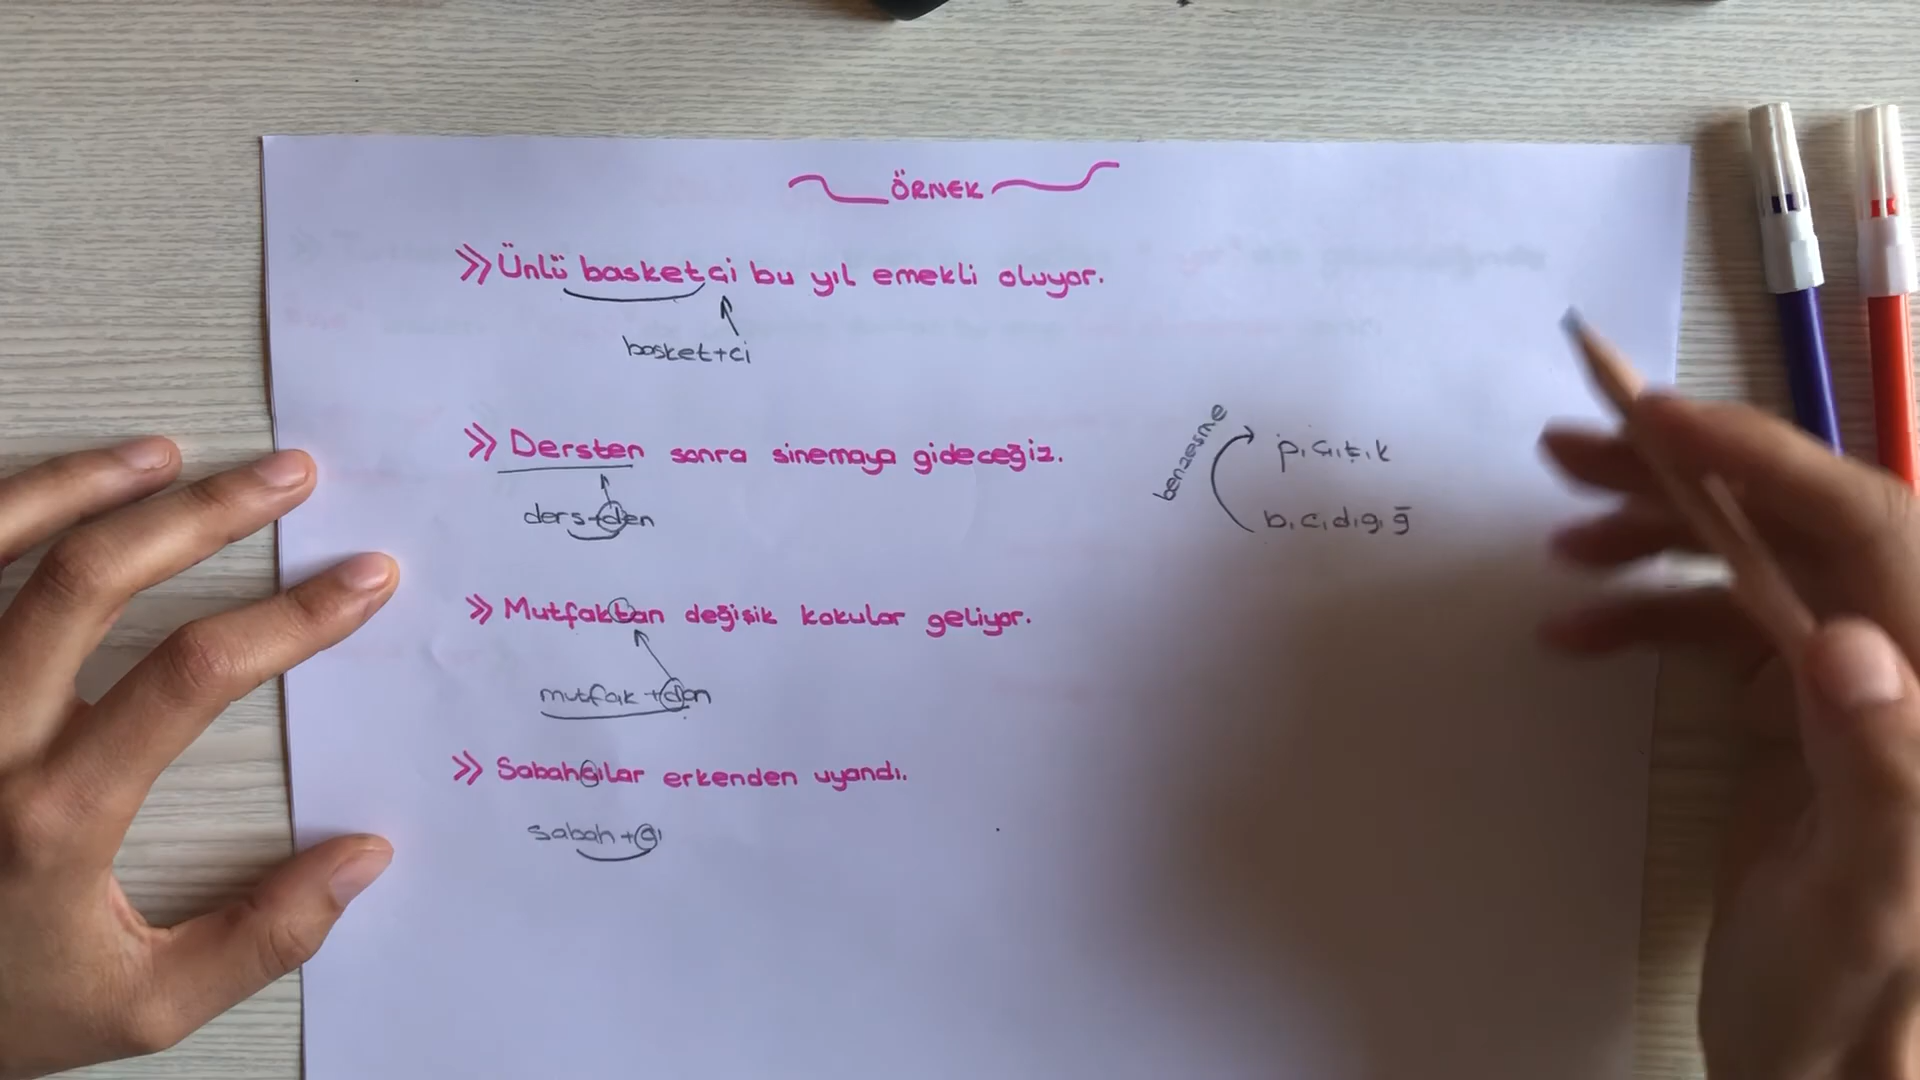 ÖRNEK
» Ünlü basketçi bu yıl emekli oluyor.
basket+ci
» Dersten sonra sinemaya gideceğiz.
ders+den
» Mutfaktan değişik kokular geliyor.
mutfak+dan
» Sabahçılar erkenden uyandı.
sabah+çı
benzeşme
p, ç, t, k
b, c, d, g, ğ